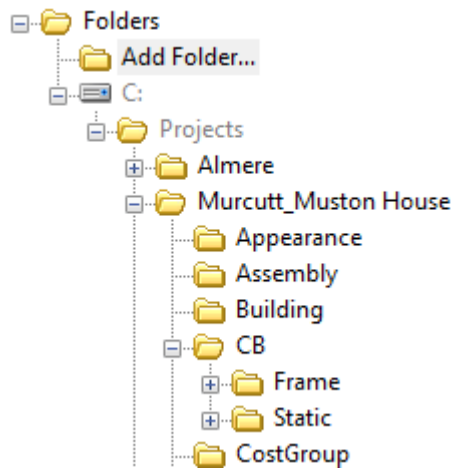 Folders
Add Folder...
C:
Projects
Almere
Murcutt_Muston House
Appearance
Assembly
Building
CB
Frame
Static
CostGroup